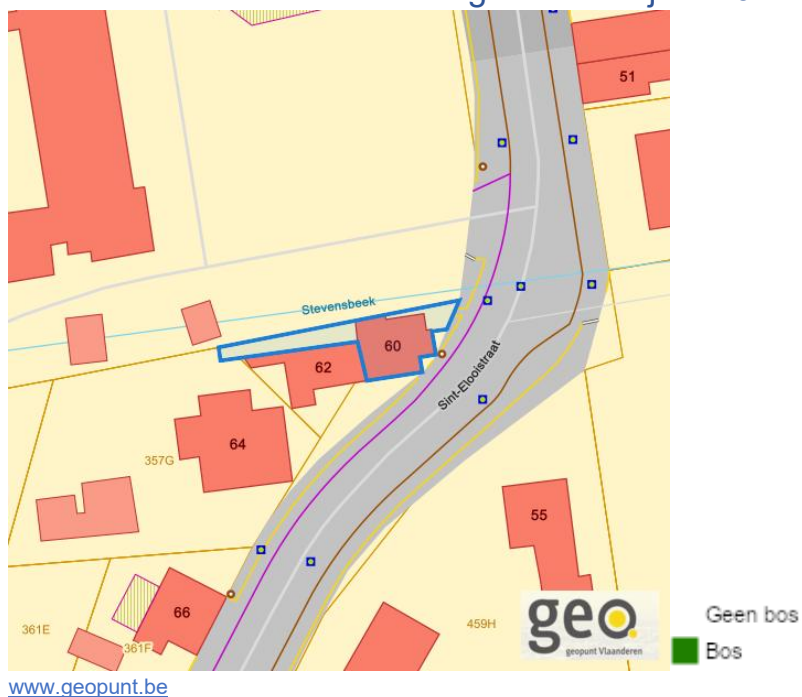 51
Stevensbeek
60
62
Sint-Elooistraat
64
357G
55
66
361E
361F
459H
geo
geopunt Vlaanderen
Geen bos
Bos
www.geopunt.be